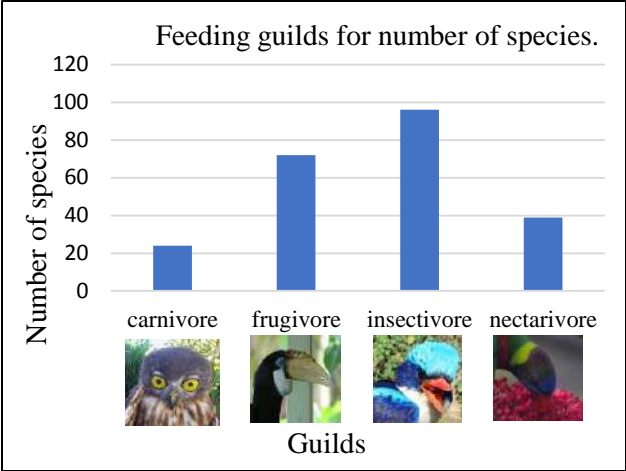 Feeding guilds for number of species.
120
100
80
60
40
20
0
Number of species
carnivore frugivore insectivore nectarivore
Guilds